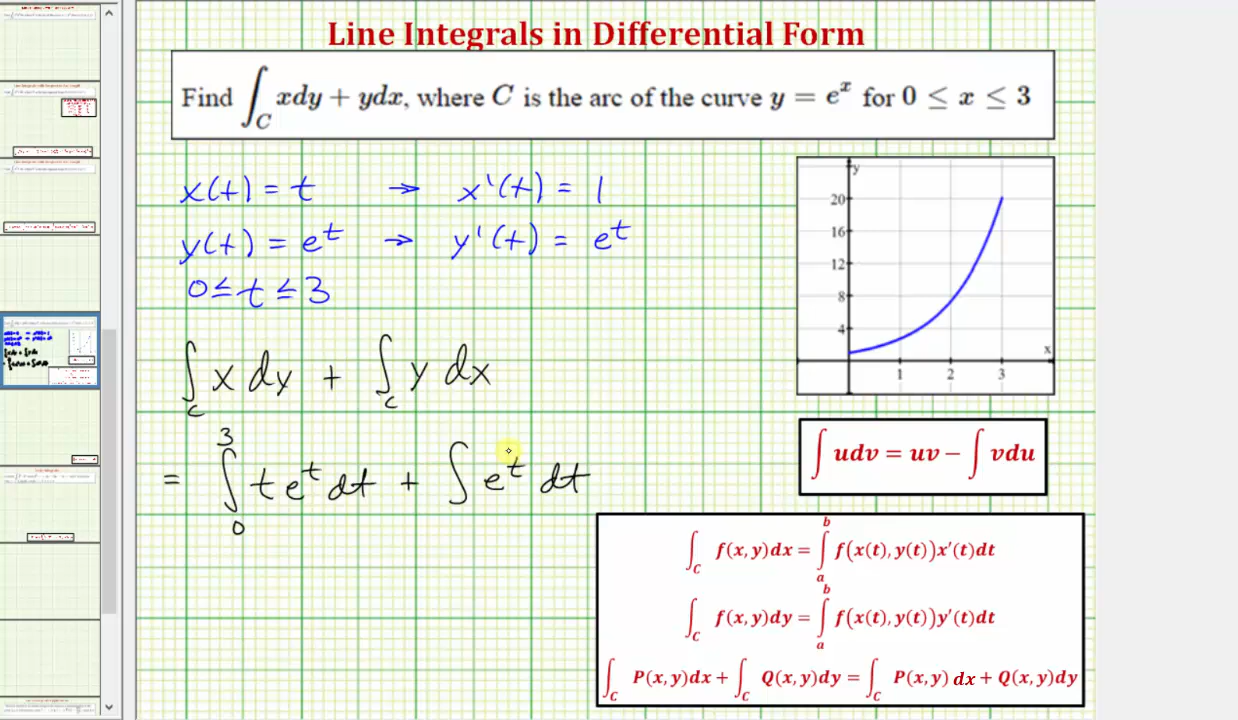 Line Integrals in Differential Form
Find ∫_C xdy + ydx, where C is the arc of the curve y = e^x for 0 ≤ x ≤ 3
x(t) = t → x'(t) = 1
y(t) = e^t → y'(t) = e^t
0 ≤ t ≤ 3
y
20
16
12
8
4
x
1 2 3
∫_C x dy + ∫_C y dx
= ∫_0^3 t e^t dt + ∫ e^t dt
∫ udv = uv − ∫ vdu
∫_C f(x, y)dx = ∫_a^b f(x(t), y(t))x'(t)dt
∫_C f(x, y)dy = ∫_a^b f(x(t), y(t))y'(t)dt
∫_C P(x, y)dx + ∫_C Q(x, y)dy = ∫_C P(x, y) dx + Q(x, y)dy